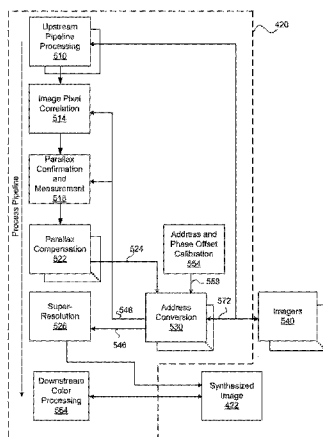 Upstream
Pipeline
Processing
510
420
Image Pixel
Correlation
514
Parallax
Confirmation
and
Measurement
518
Process Pipeline
Parallax
Compensation
522
524
Address and
Phase Offset
Calibration
554
558
Super-
Resolution
526
548
546
Address
Conversion
530
572
Imagers
540
Downstream
Color
Processing
564
Synthesized
Image
422